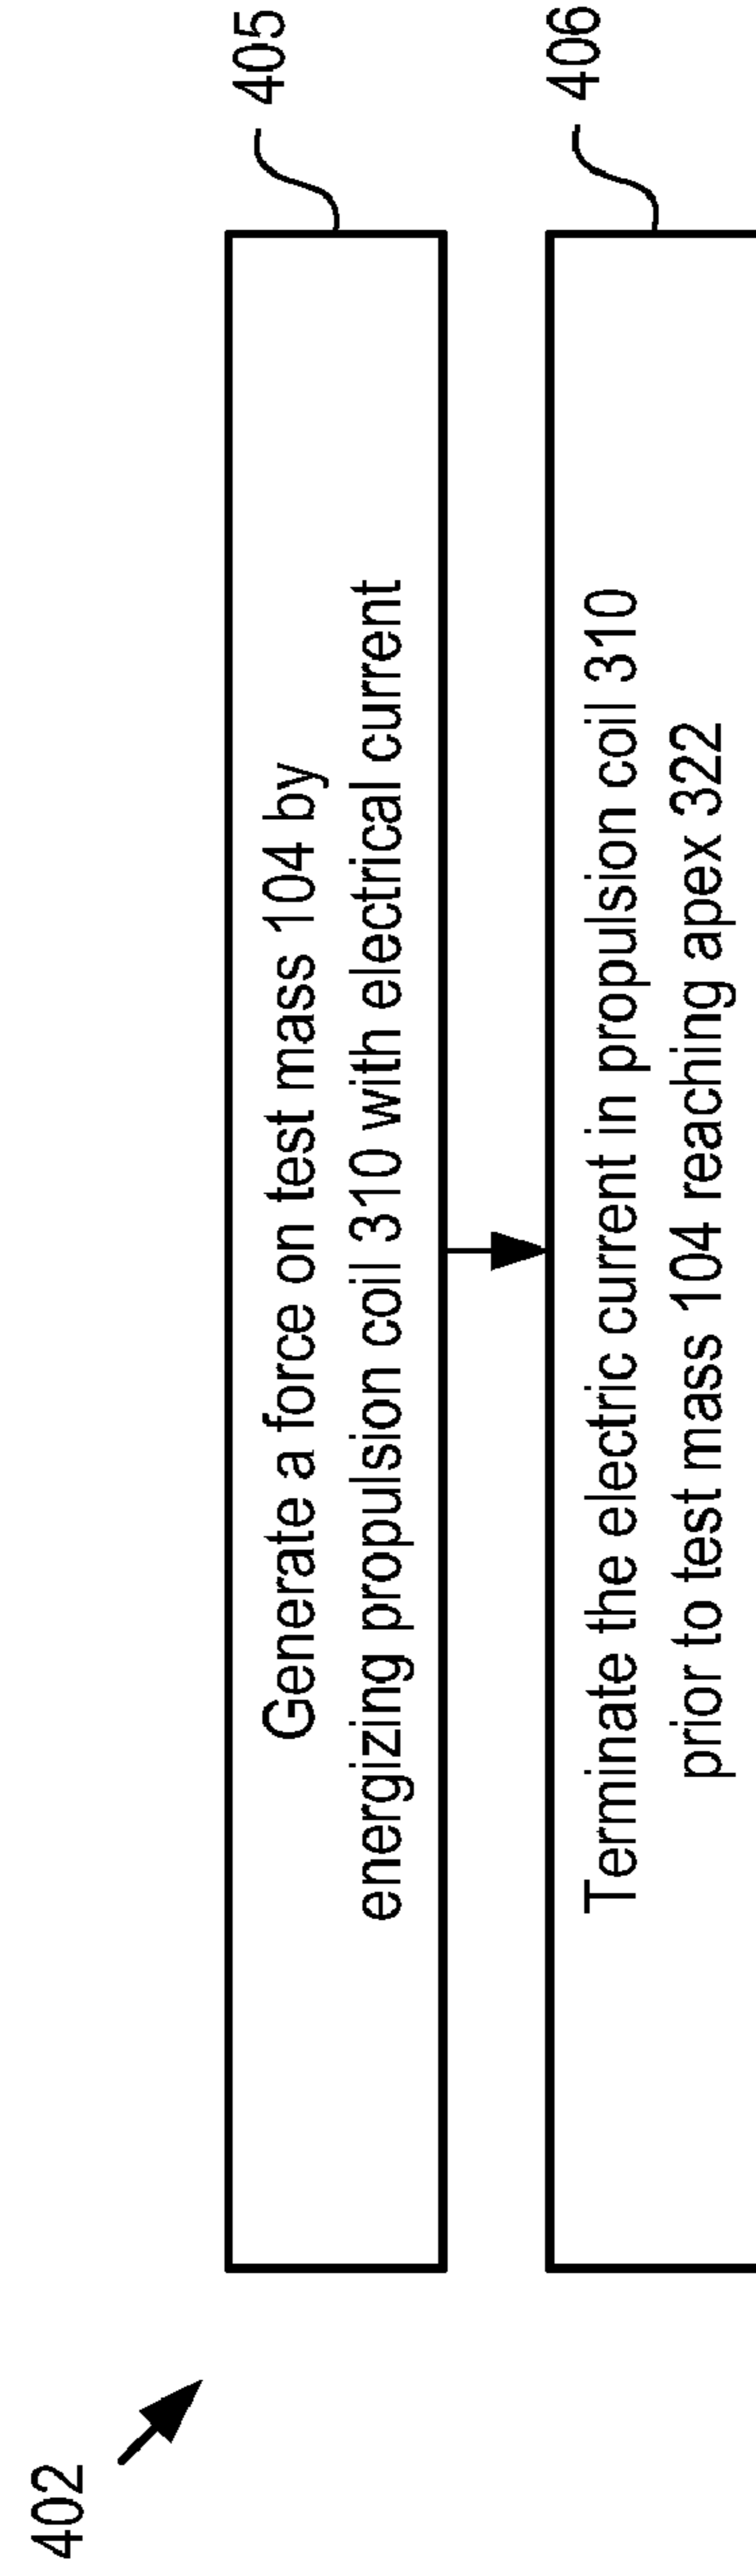 402
405
Generate a force on test mass 104 by
energizing propulsion coil 310 with electrical current
406
Terminate the electric current in propulsion coil 310
prior to test mass 104 reaching apex 322